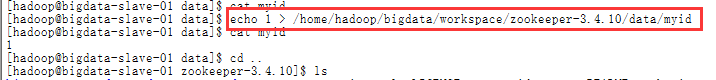 [hadoop@bigdata-slave-01 data]$ cat myid
[hadoop@bigdata-slave-01 data]$ echo 1 > /home/hadoop/bigdata/workspace/zookeeper-3.4.10/data/myid
[hadoop@bigdata-slave-01 data]$ cat myid
1
[hadoop@bigdata-slave-01 data]$ cd ..
[hadoop@bigdata-slave-01 zookeeper-3.4.10]$ ls